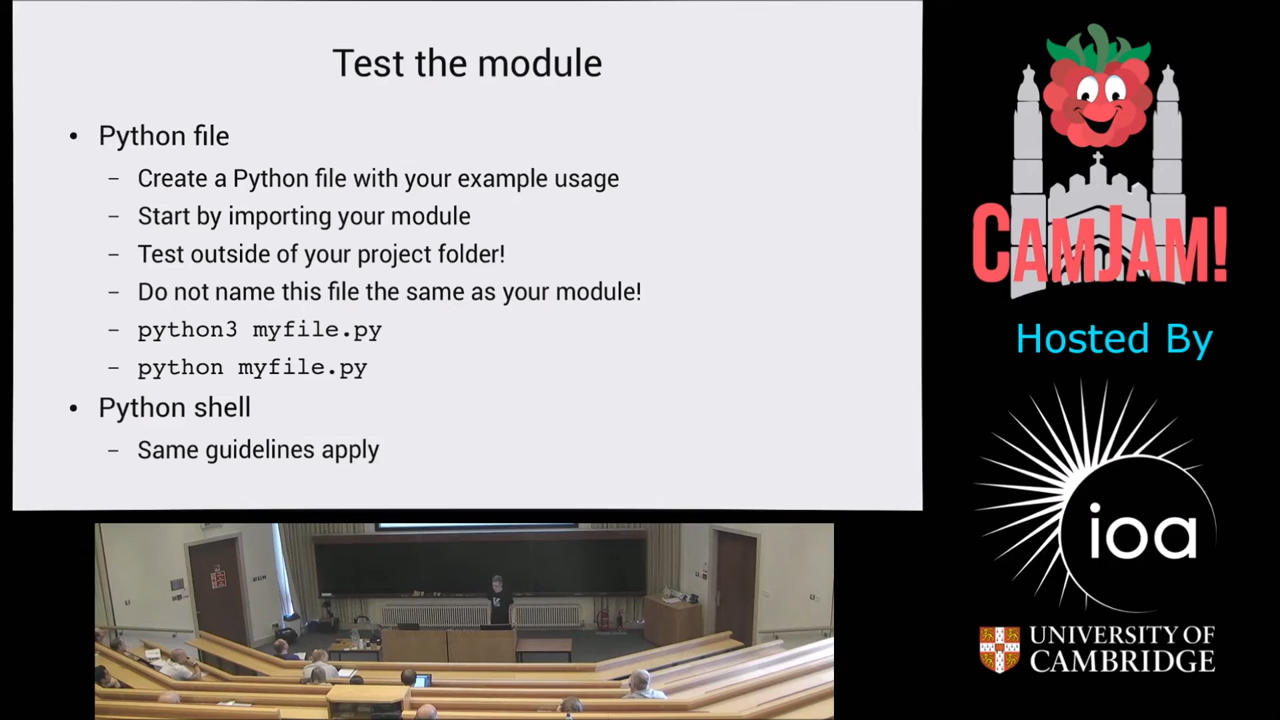 Test the module
• Python file
– Create a Python file with your example usage
– Start by importing your module
– Test outside of your project folder!
– Do not name this file the same as your module!
– python3 myfile.py
– python myfile.py
• Python shell
– Same guidelines apply
CAMJAM!
Hosted By
ioa
UNIVERSITY OF
CAMBRIDGE